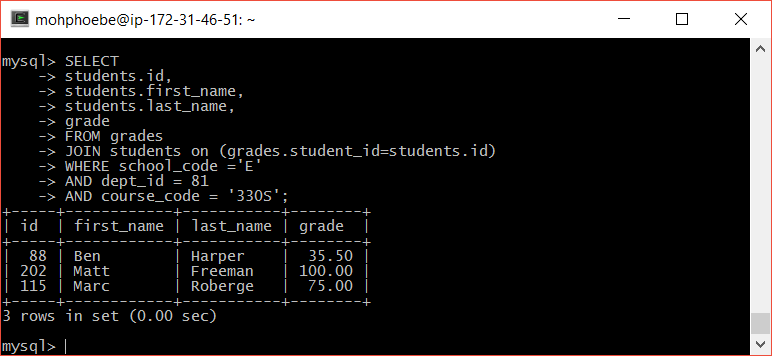 mohphoebe@ip-172-31-46-51: ~
mysql> SELECT
    -> students.id,
    -> students.first_name,
    -> students.last_name,
    -> grade
    -> FROM grades
    -> JOIN students on (grades.student_id=students.id)
    -> WHERE school_code ='E'
    -> AND dept_id = 81
    -> AND course_code = '330S';
+-----+------------+-----------+--------+
| id  | first_name | last_name | grade  |
+-----+------------+-----------+--------+
|  88 | Ben        | Harper    |  35.50 |
| 202 | Matt       | Freeman   | 100.00 |
| 115 | Marc       | Roberge   |  75.00 |
+-----+------------+-----------+--------+
3 rows in set (0.00 sec)
mysql>